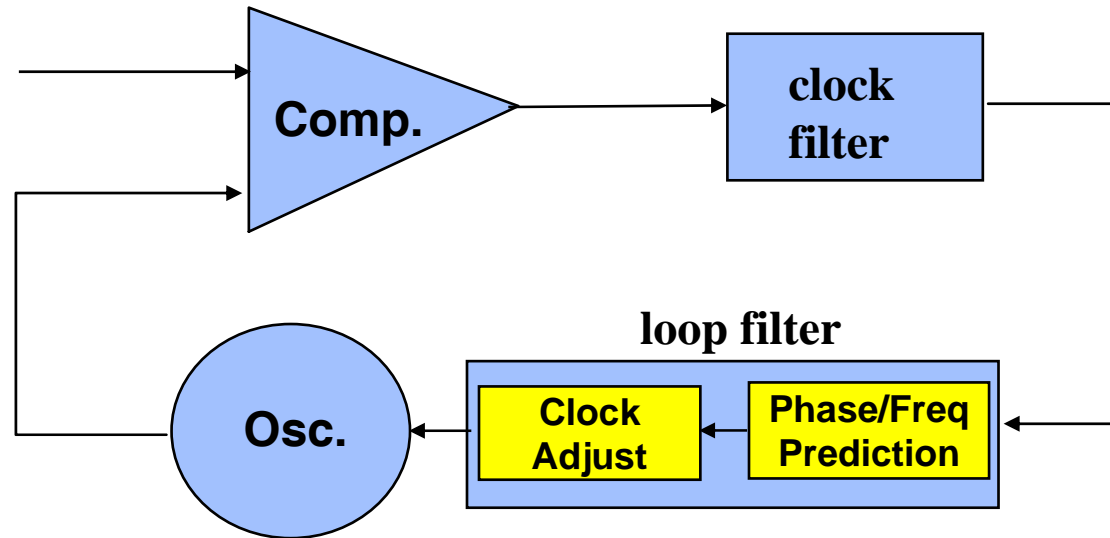 Comp.
clock
filter
loop filter
Osc.
Clock
Adjust
Phase/Freq
Prediction